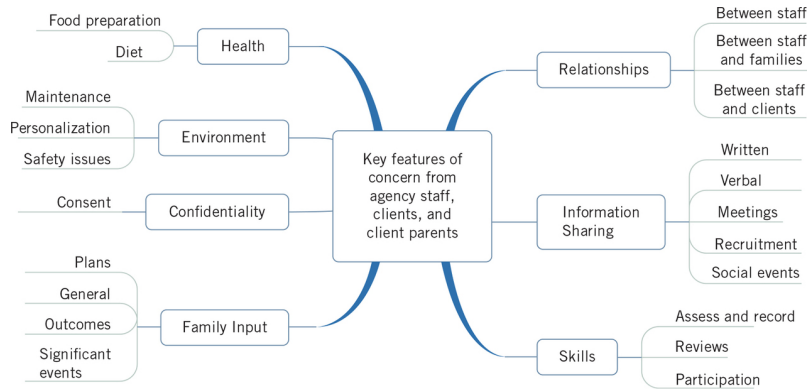 Key features of
concern from
agency staff,
clients, and
client parents
Health
Food preparation
Diet
Environment
Maintenance
Personalization
Safety issues
Confidentiality
Consent
Family Input
Plans
General
Outcomes
Significant
events
Relationships
Between staff
Between staff
and families
Between staff
and clients
Information
Sharing
Written
Verbal
Meetings
Recruitment
Social events
Skills
Assess and record
Reviews
Participation